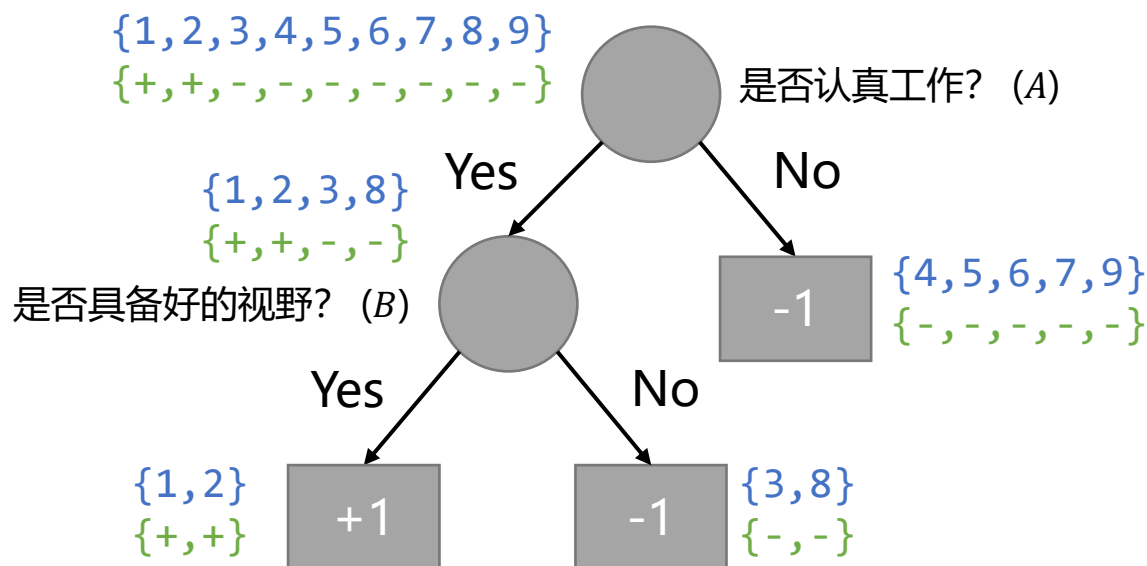 {1,2,3,4,5,6,7,8,9}
{+,+,-,-,-,-,-,-,-}
是否认真工作？ (A)
Yes
No
{1,2,3,8}
{+,+,-,-}
是否具备好的视野？ (B)
-1
{4,5,6,7,9}
{-,-,-,-,-}
Yes
No
{1,2}
{+,+}
+1
-1
{3,8}
{-,-}